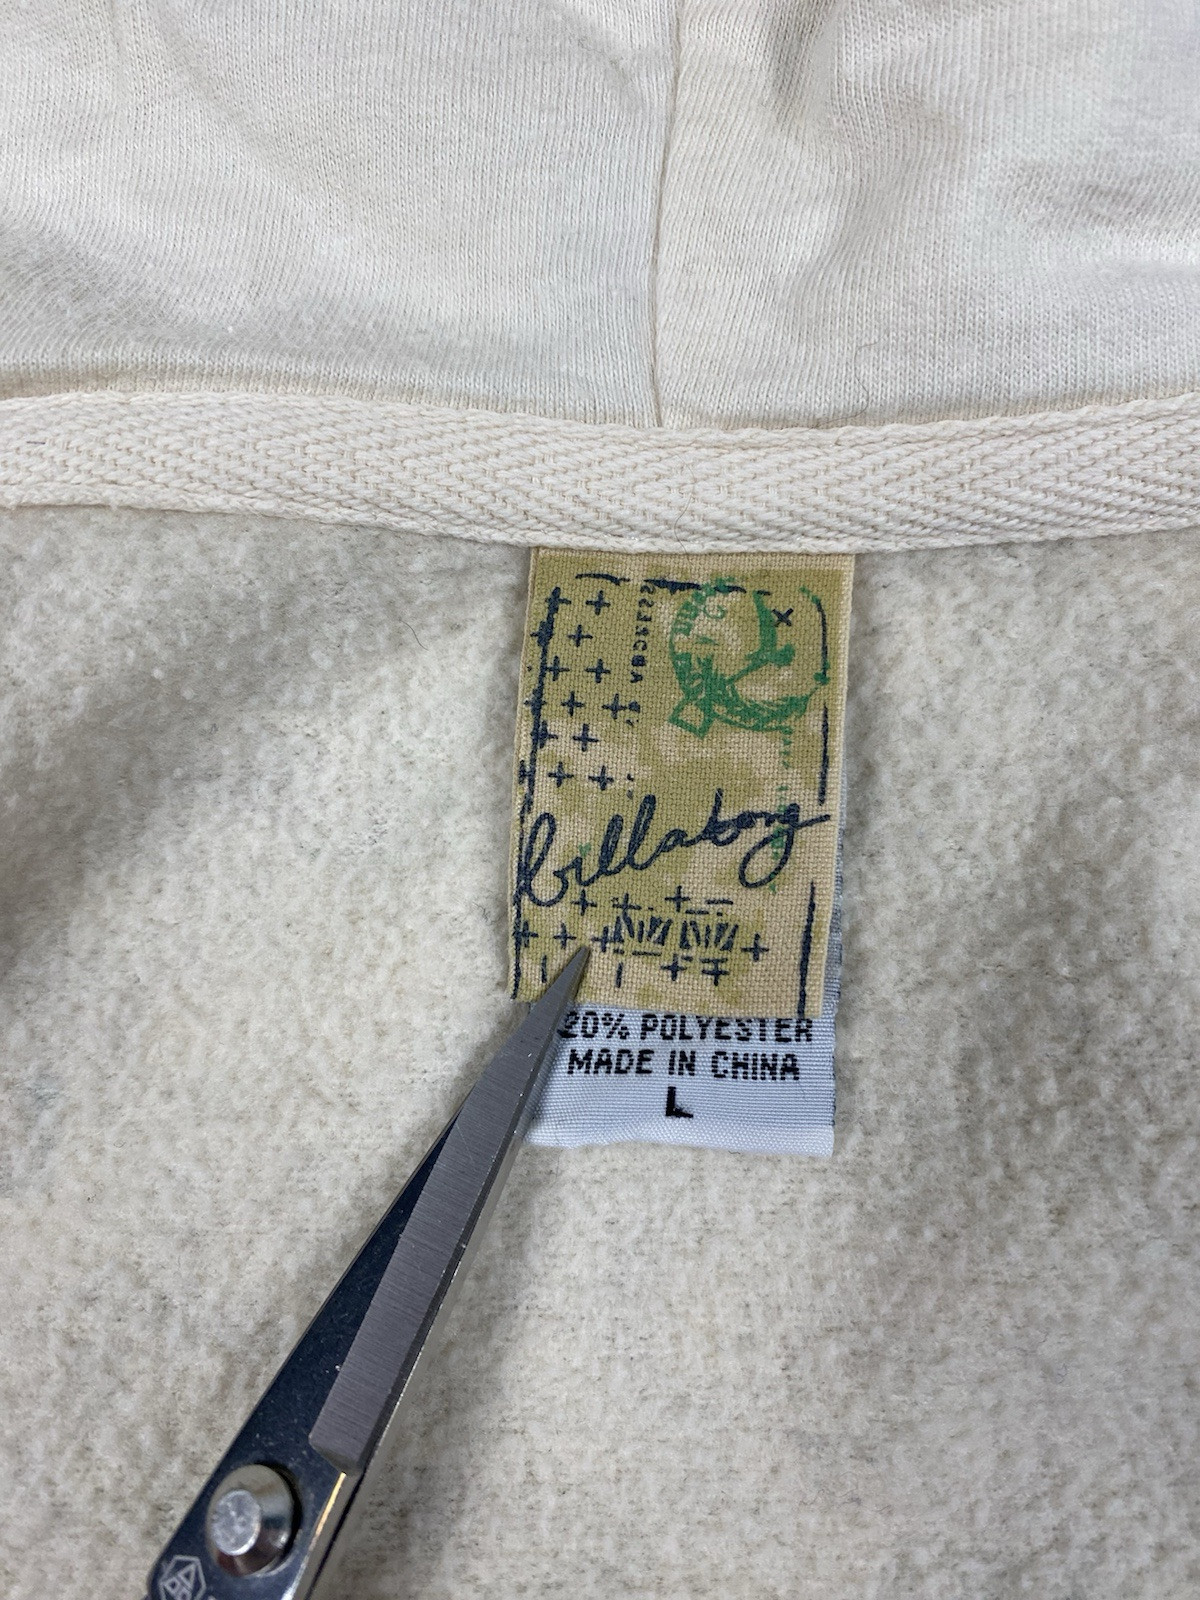 billabong
20% POLYESTER
MADE IN CHINA
L